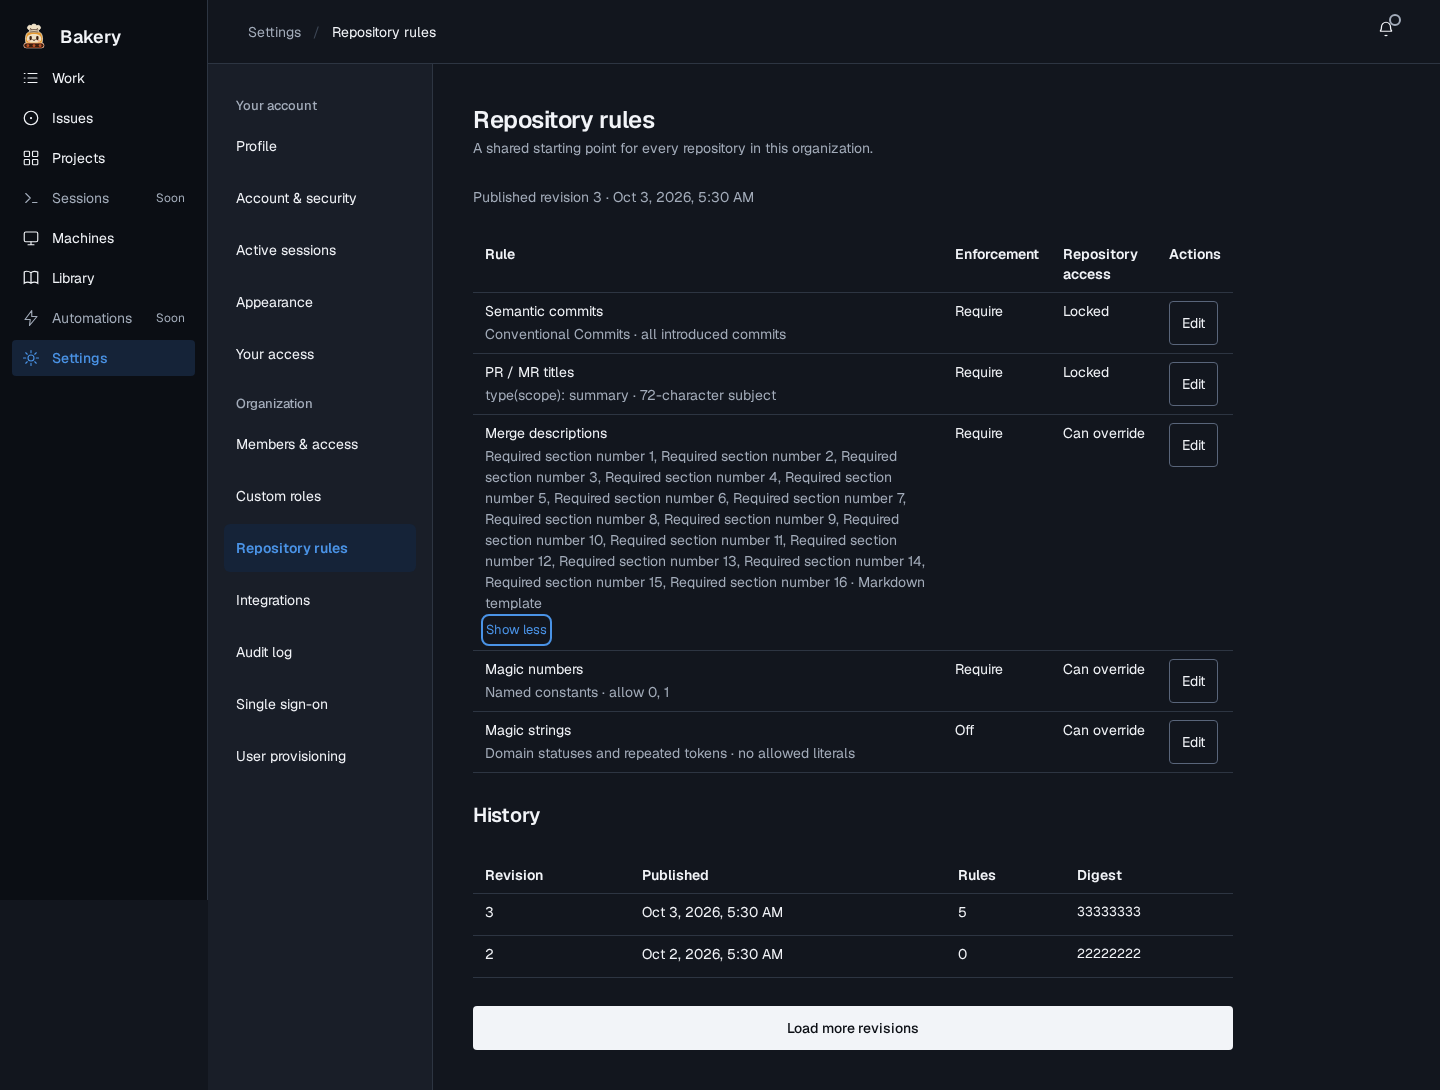 Bakery
Work
Issues
Projects
Sessions Soon
Machines
Library
Automations Soon
Settings
Settings / Repository rules
Your account
Profile
Account & security
Active sessions
Appearance
Your access
Organization
Members & access
Custom roles
Repository rules
Integrations
Audit log
Single sign-on
User provisioning
Repository rules
A shared starting point for every repository in this organization.
Published revision 3 · Oct 3, 2026, 5:30 AM
Rule Enforcement Repository access Actions
Semantic commits Require Locked Edit
Conventional Commits · all introduced commits
PR / MR titles Require Locked Edit
type(scope): summary · 72-character subject
Merge descriptions Require Can override Edit
Required section number 1, Required section number 2, Required
section number 3, Required section number 4, Required section
number 5, Required section number 6, Required section number 7,
Required section number 8, Required section number 9, Required
section number 10, Required section number 11, Required section
number 12, Required section number 13, Required section number 14,
Required section number 15, Required section number 16 · Markdown
template
Show less
Magic numbers Require Can override Edit
Named constants · allow 0, 1
Magic strings Off Can override Edit
Domain statuses and repeated tokens · no allowed literals
History
Revision Published Rules Digest
3 Oct 3, 2026, 5:30 AM 5 33333333
2 Oct 2, 2026, 5:30 AM 0 22222222
Load more revisions